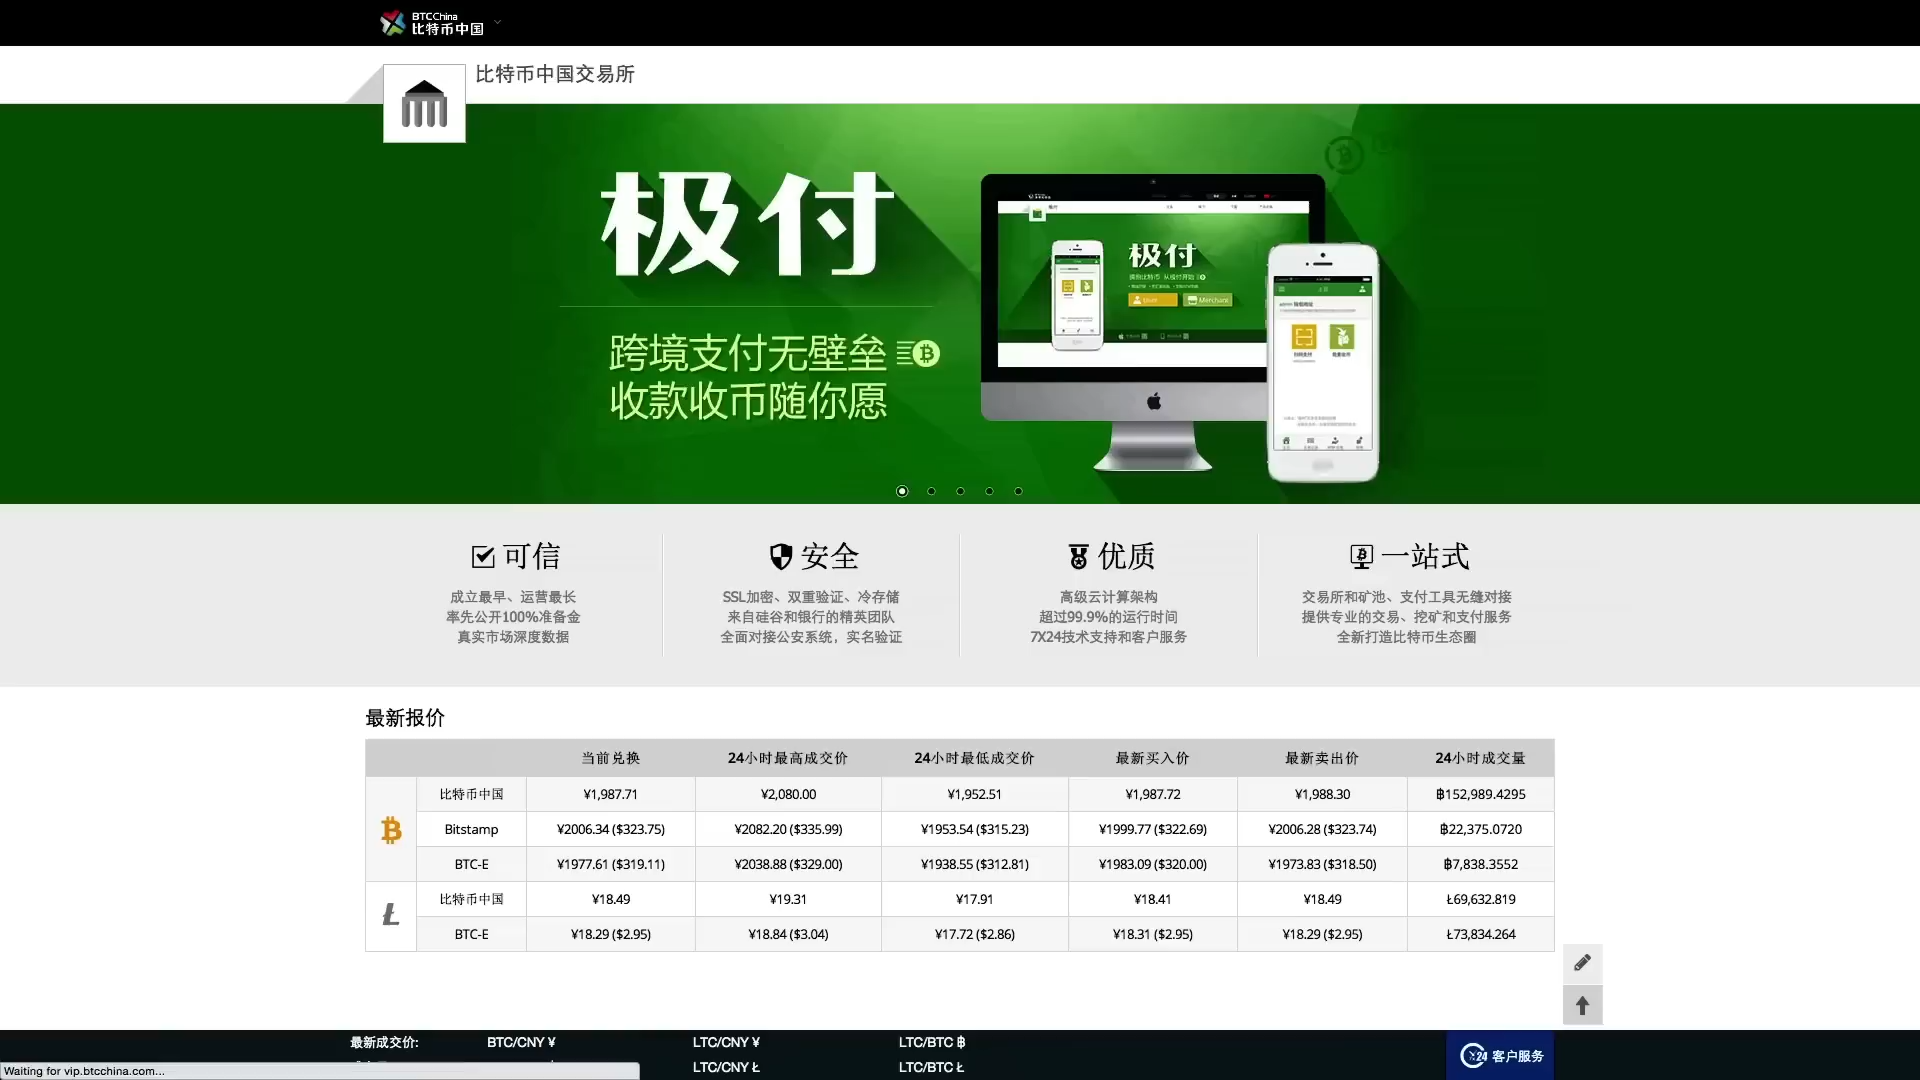 BTCChina
比特币中国
比特币中国交易所
极付
跨境支付无壁垒
收款收币随你愿
极付
Merchant
可信
成立最早、运营最长
率先公开100%准备金
真实市场深度数据
安全
SSL加密、双重验证、冷存储
来自硅谷和银行的精英团队
全面对接公安系统，实名验证
优质
高级云计算架构
超过99.9%的运行时间
7X24技术支持和客户服务
一站式
交易所和矿池、支付工具无缝对接
提供专业的交易、挖矿和支付服务
全新打造比特币生态圈
最新报价
当前兑换 24小时最高成交价 24小时最低成交价 最新买入价 最新卖出价 24小时成交量
比特币中国 ¥1,987.71 ¥2,080.00 ¥1,952.51 ¥1,987.72 ¥1,988.30 ฿152,989.4295
Bitstamp ¥2006.34 ($323.75) ¥2082.20 ($335.99) ¥1953.54 ($315.23) ¥1999.77 ($322.69) ¥2006.28 ($323.74) ฿22,375.0720
BTC-E ¥1977.61 ($319.11) ¥2038.88 ($329.00) ¥1938.55 ($312.81) ¥1983.09 ($320.00) ¥1973.83 ($318.50) ฿7,838.3552
比特币中国 ¥18.49 ¥19.31 ¥17.91 ¥18.41 ¥18.49 Ł69,632.819
BTC-E ¥18.29 ($2.95) ¥18.84 ($3.04) ¥17.72 ($2.86) ¥18.31 ($2.95) ¥18.29 ($2.95) Ł73,834.264
最新成交价: BTC/CNY ¥ LTC/CNY ¥ LTC/BTC ฿
LTC/CNY Ł LTC/BTC Ł
7X24 客户服务
Waiting for vip.btcchina.com...